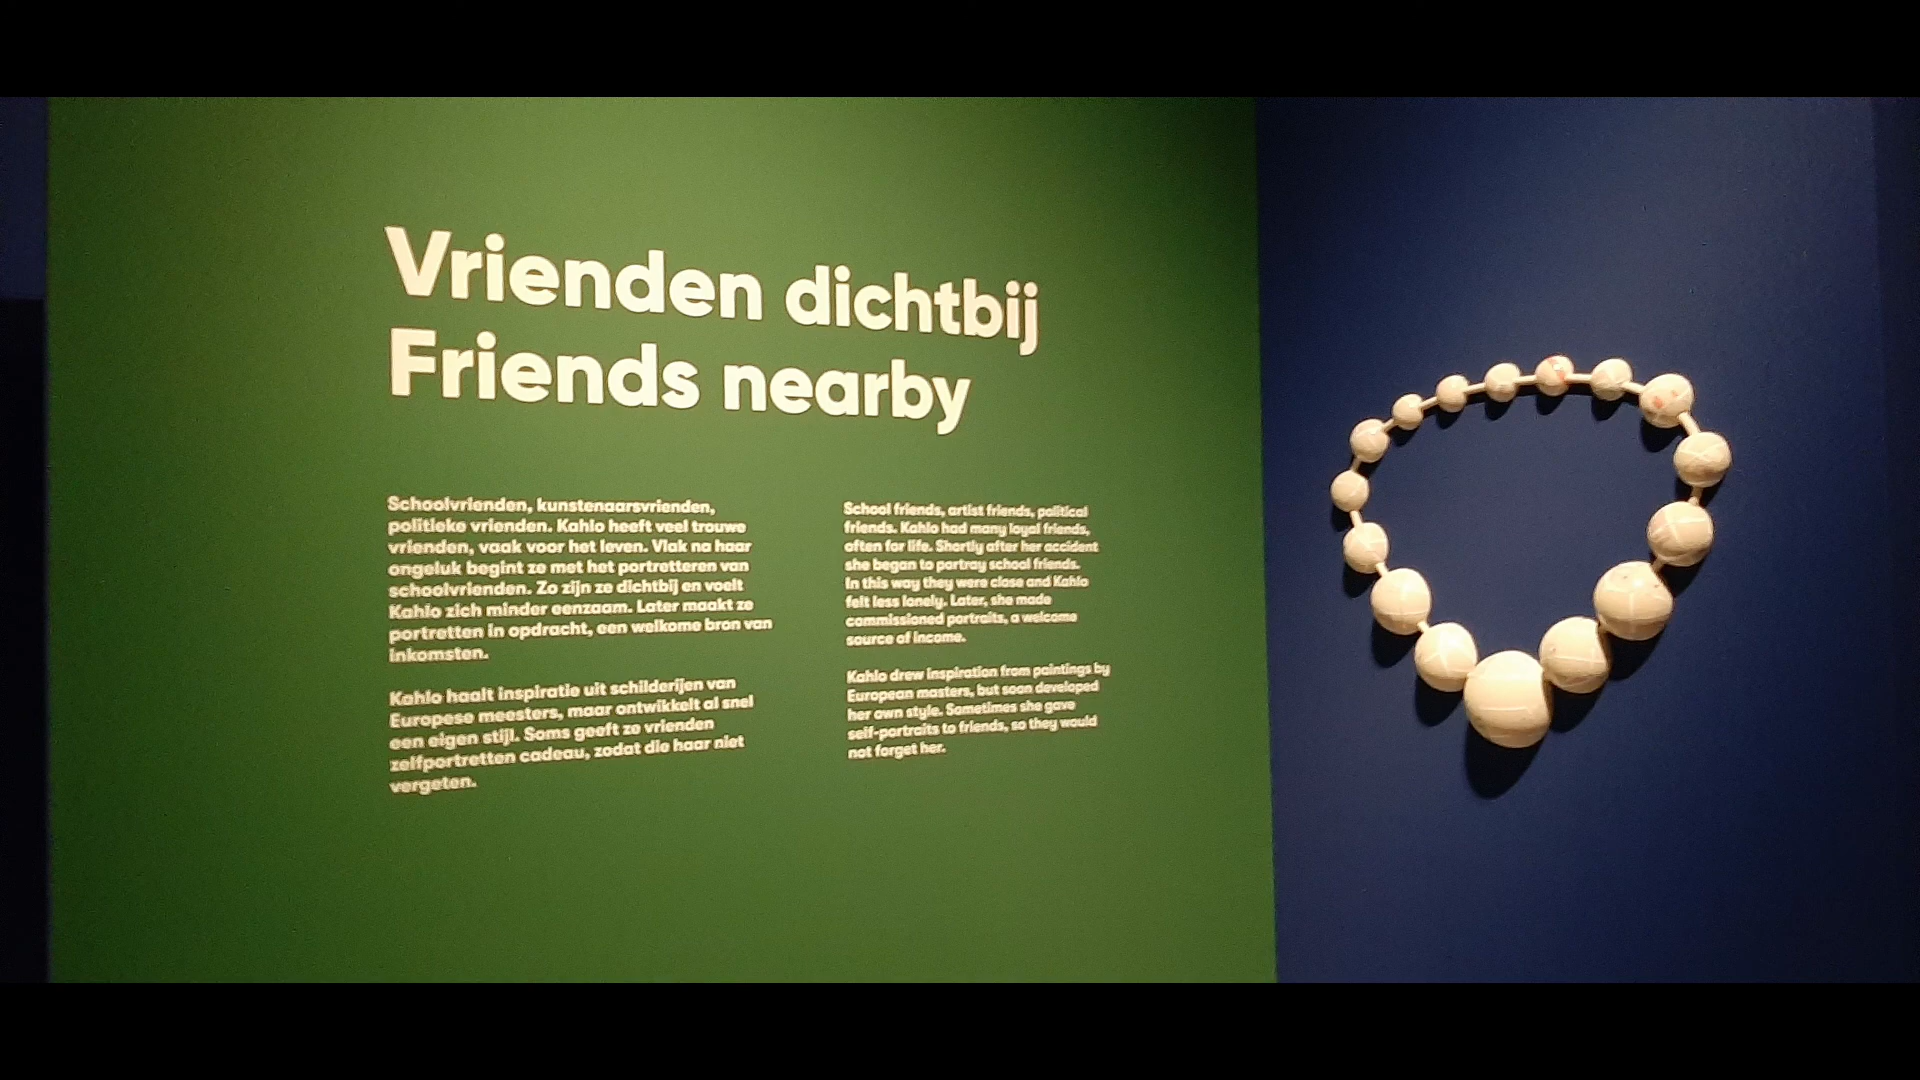 Vrienden dichtbij
Friends nearby
Schoolvrienden, kunstenaarsvrienden,
politieke vrienden. Kahlo heeft veel trouwe
vrienden, vaak voor het leven. Vlak na haar
ongeluk begint ze met het portretteren van
schoolvrienden. Zo zijn ze dichtbij en voelt
Kahlo zich minder eenzaam. Later maakt ze
portretten in opdracht, een welkome bron van
inkomsten.
Kahlo haalt inspiratie uit schilderijen van
Europese meesters, maar ontwikkelt al snel
een eigen stijl. Soms geeft ze vrienden
zelfportretten cadeau, zodat die haar niet
vergeten.
School friends, artist friends, political
friends. Kahlo had many loyal friends,
often for life. Shortly after her accident
she began to portray school friends.
In this way they were close and Kahlo
felt less lonely. Later, she made
commissioned portraits, a welcome
source of income.
Kahlo drew inspiration from paintings by
European masters, but soon developed
her own style. Sometimes she gave
self-portraits to friends, so they would
not forget her.